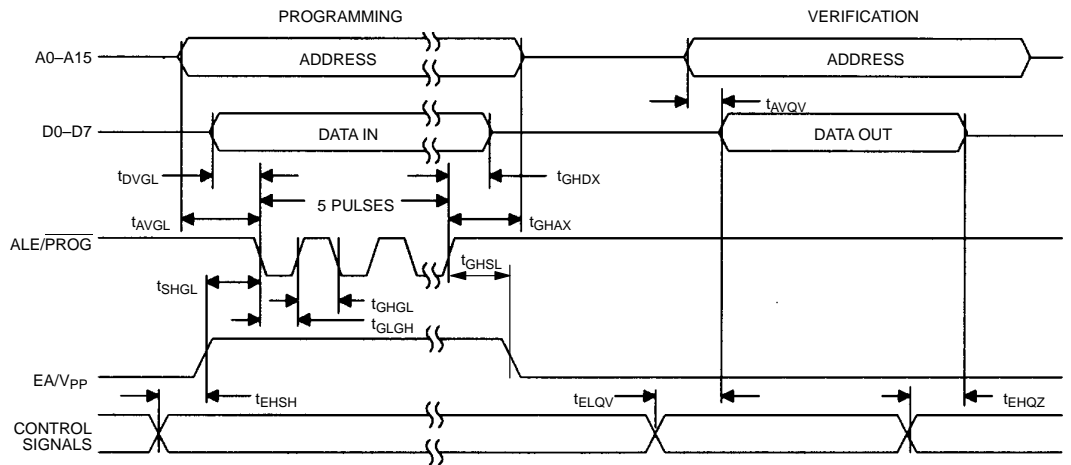 PROGRAMMING
VERIFICATION
A0–A15
ADDRESS
ADDRESS
tAVQV
D0–D7
DATA IN
DATA OUT
tDVGL
tGHDX
5 PULSES
tAVGL
tGHAX
ALE/PROG
tGHSL
tSHGL
tGHGL
tGLGH
EA/VPP
tEHSH
tELQV
tEHQZ
CONTROL
SIGNALS